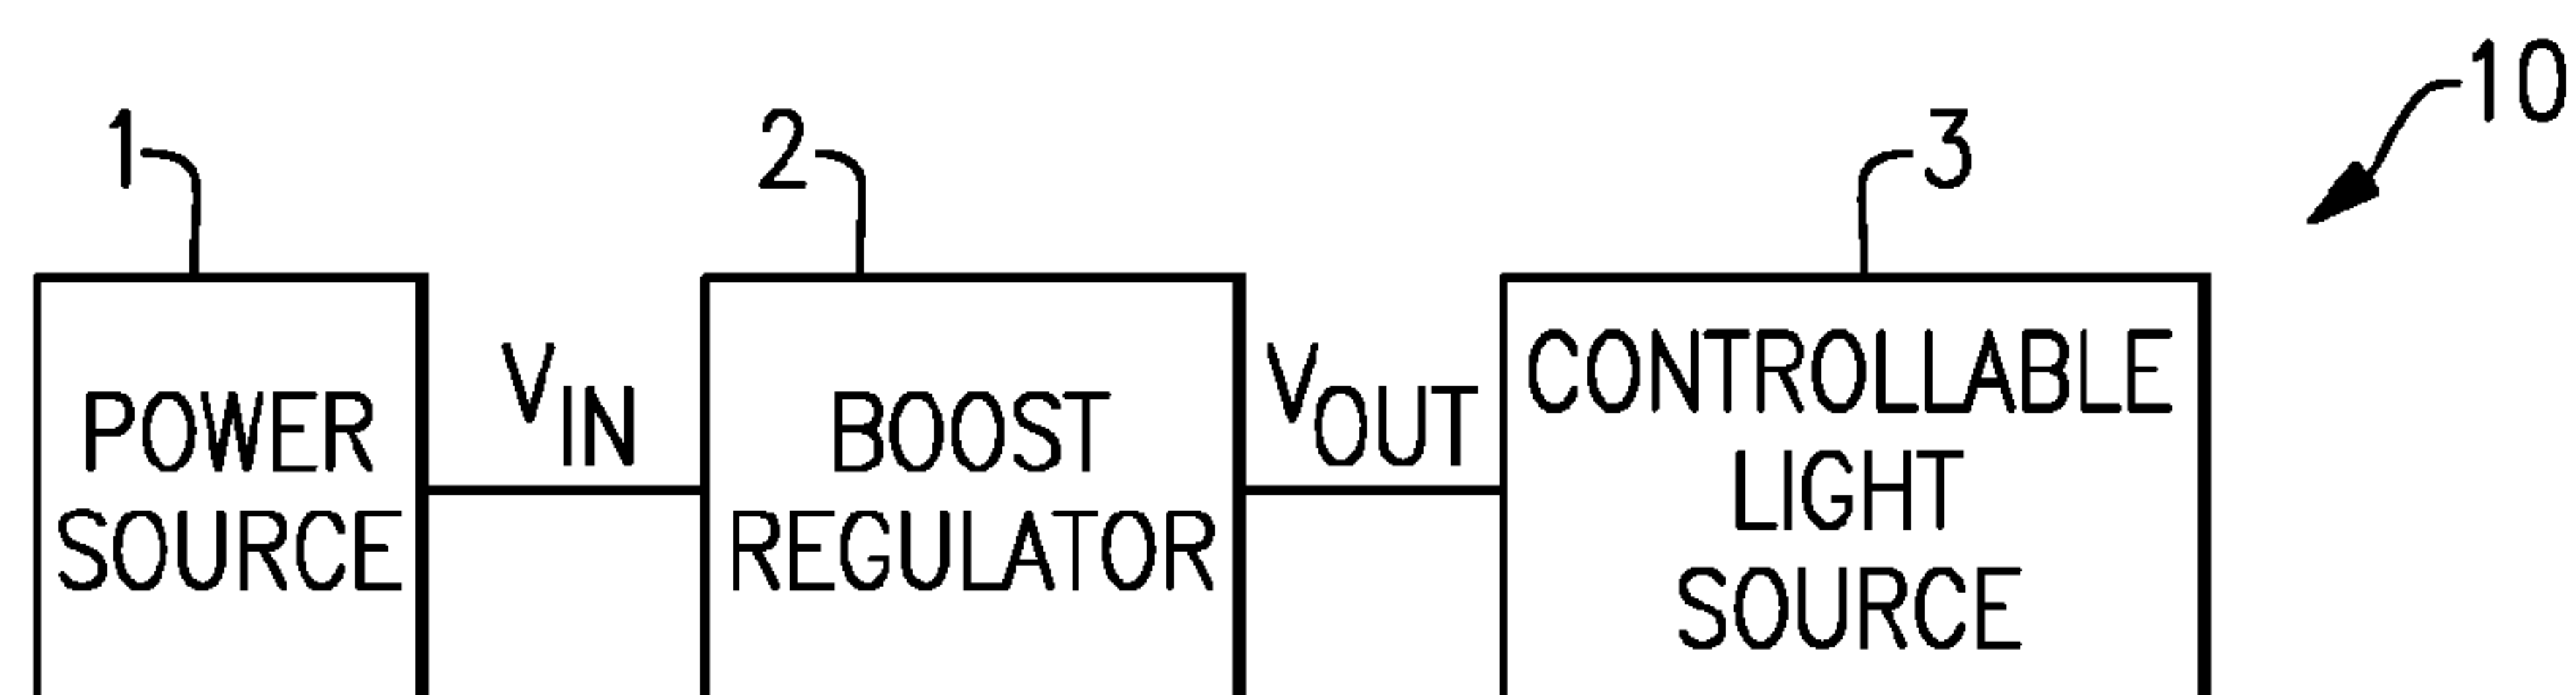 10
1
2
3
POWER
SOURCE
VIN
BOOST
REGULATOR
VOUT
CONTROLLABLE
LIGHT
SOURCE